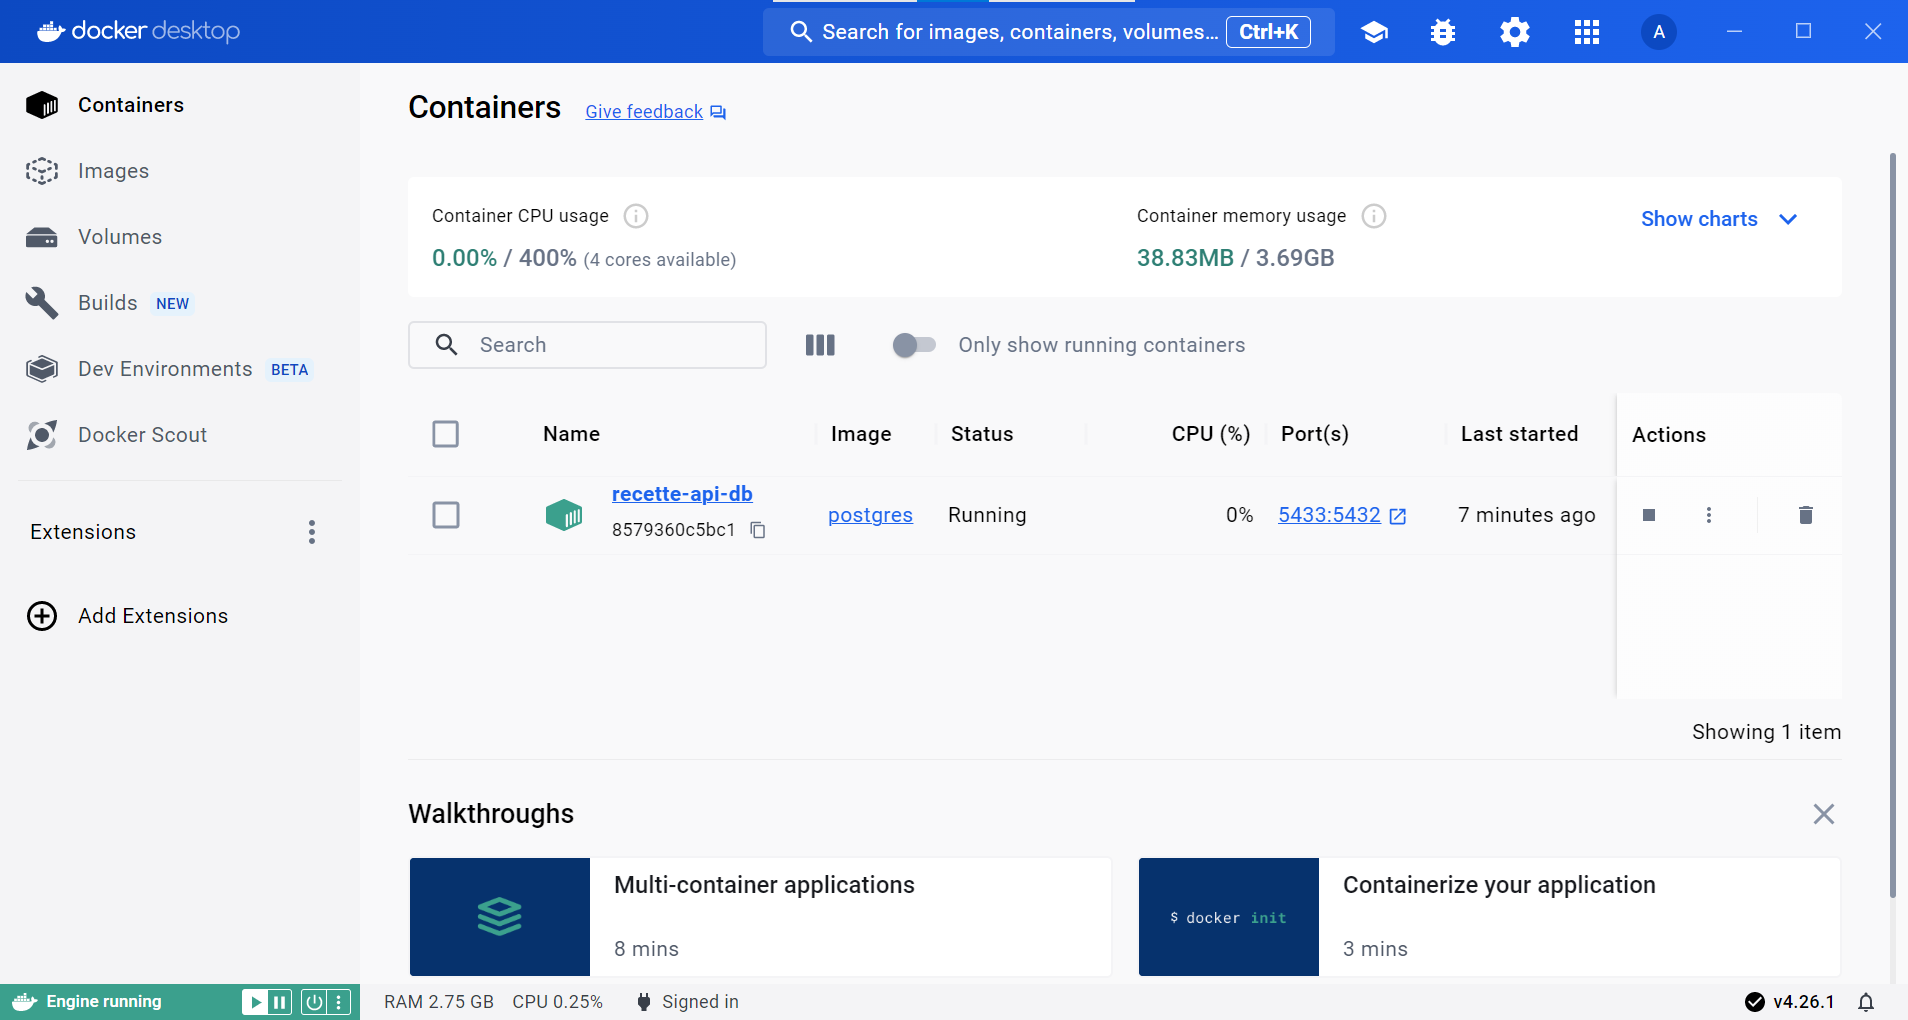 docker desktop
Search for images, containers, volumes... Ctrl+K
A
Containers
Images
Volumes
Builds NEW
Dev Environments BETA
Docker Scout
Extensions
Add Extensions
Containers Give feedback
Container CPU usage
0.00% / 400% (4 cores available)
Container memory usage
38.83MB / 3.69GB
Show charts
Search
Only show running containers
Name Image Status CPU (%) Port(s) Last started Actions
recette-api-db
8579360c5bc1
postgres Running 0% 5433:5432 7 minutes ago
Showing 1 item
Walkthroughs
Multi-container applications
8 mins
$ docker init
Containerize your application
3 mins
Engine running
RAM 2.75 GB CPU 0.25% Signed in
v4.26.1